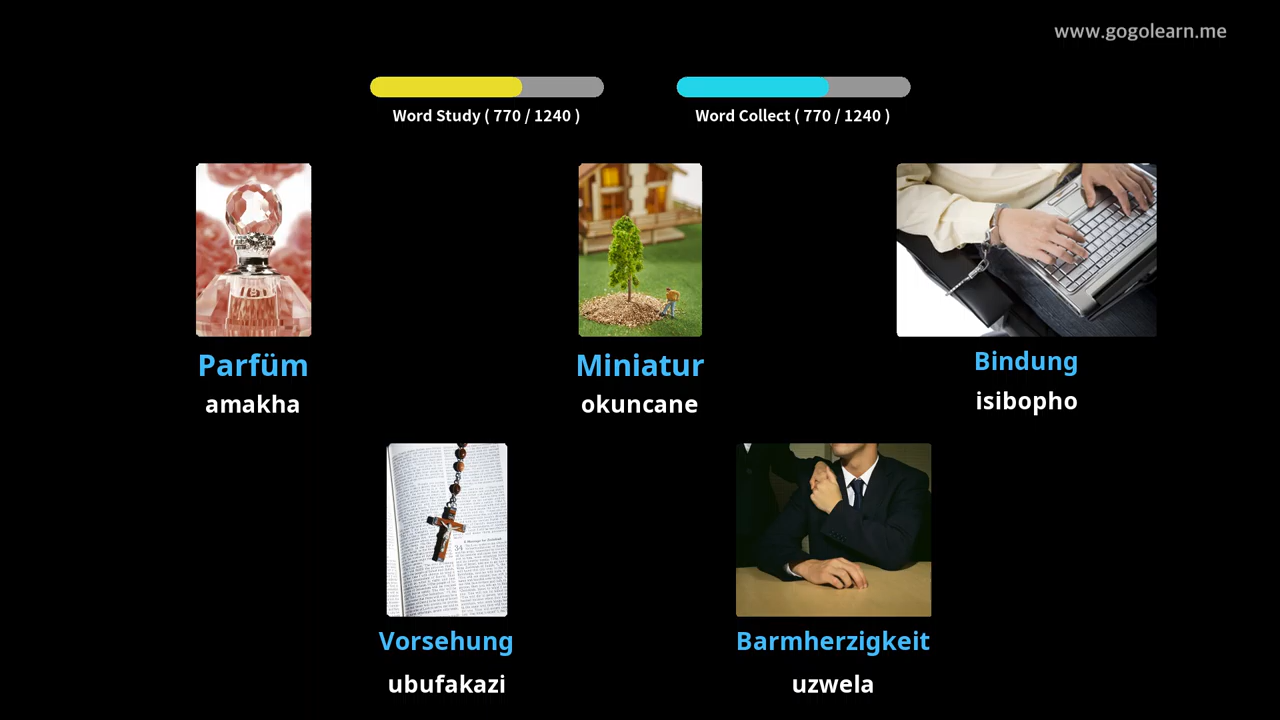 www.gogolearn.me
Word Study ( 770 / 1240 )
Word Collect ( 770 / 1240 )
Parfüm
amakha
Miniatur
okuncane
Bindung
isibopho
34
Vorsehung
ubufakazi
Barmherzigkeit
uzwela